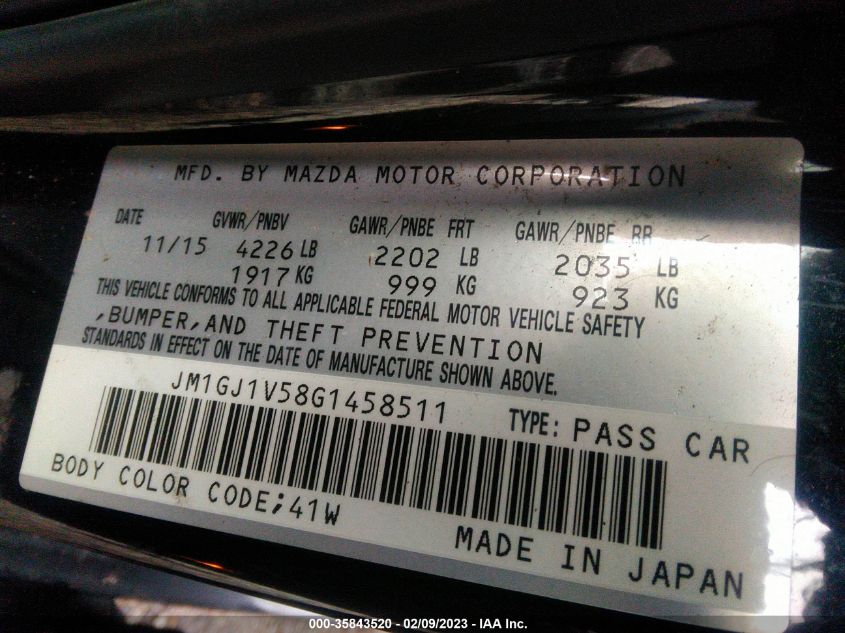 MFD. BY MAZDA MOTOR CORPORATION
DATE GVWR/PNBV GAWR/PNBE FRT GAWR/PNBE RR
11/15 4226 LB 2202 LB 2035 LB
1917 KG 999 KG 923 KG
THIS VEHICLE CONFORMS TO ALL APPLICABLE FEDERAL MOTOR VEHICLE SAFETY
,BUMPER,AND THEFT PREVENTION
STANDARDS IN EFFECT ON THE DATE OF MANUFACTURE SHOWN ABOVE.
JM1GJ1V58G1458511 TYPE: PASS CAR
BODY COLOR CODE;41W
MADE IN JAPAN
000-35843520 - 02/09/2023 - IAA Inc.